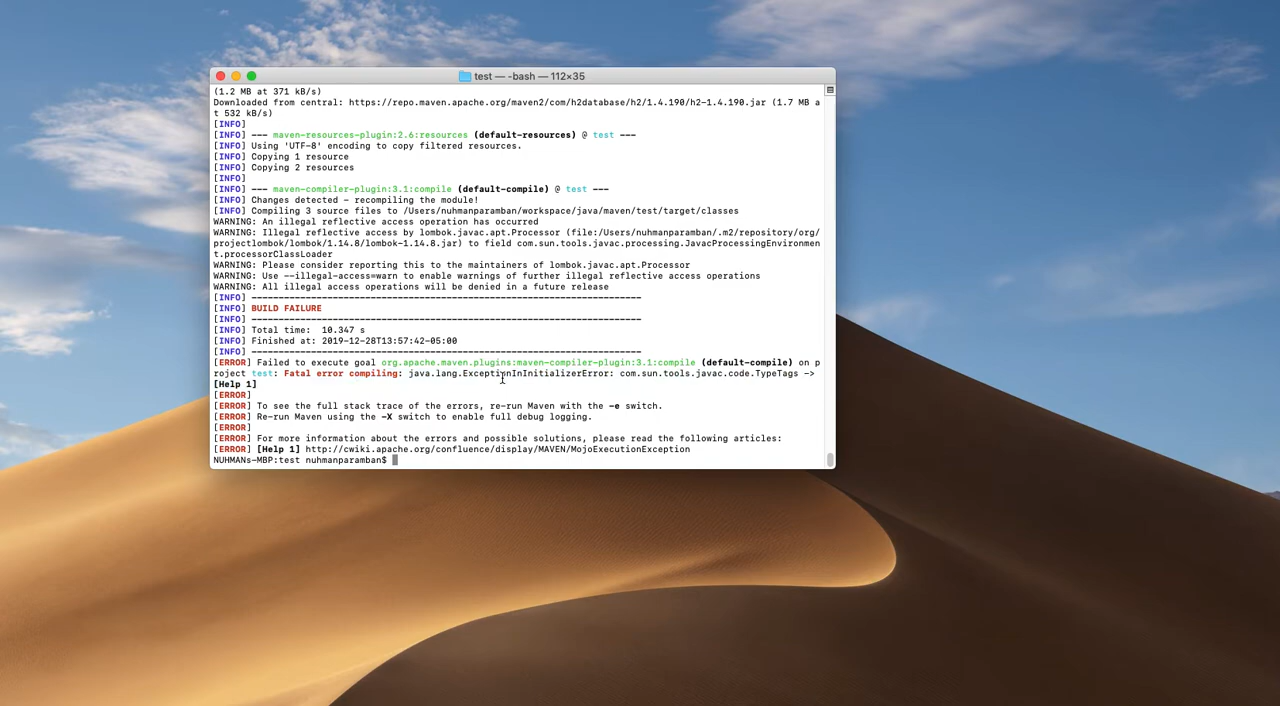 test — -bash — 112×35
(1.2 MB at 371 kB/s)
Downloaded from central: https://repo.maven.apache.org/maven2/com/h2database/h2/1.4.190/h2-1.4.190.jar (1.7 MB a
t 532 kB/s)
[INFO]
[INFO] --- maven-resources-plugin:2.6:resources (default-resources) @ test ---
[INFO] Using 'UTF-8' encoding to copy filtered resources.
[INFO] Copying 1 resource
[INFO] Copying 2 resources
[INFO]
[INFO] --- maven-compiler-plugin:3.1:compile (default-compile) @ test ---
[INFO] Changes detected - recompiling the module!
[INFO] Compiling 3 source files to /Users/nuhmanparamban/workspace/java/maven/test/target/classes
WARNING: An illegal reflective access operation has occurred
WARNING: Illegal reflective access by lombok.javac.apt.Processor (file:/Users/nuhmanparamban/.m2/repository/org/
projectlombok/lombok/1.14.8/lombok-1.14.8.jar) to field com.sun.tools.javac.processing.JavacProcessingEnvironmen
t.processorClassLoader
WARNING: Please consider reporting this to the maintainers of lombok.javac.apt.Processor
WARNING: Use --illegal-access=warn to enable warnings of further illegal reflective access operations
WARNING: All illegal access operations will be denied in a future release
[INFO] ------------------------------------------------------------------------
[INFO] BUILD FAILURE
[INFO] ------------------------------------------------------------------------
[INFO] Total time:  10.347 s
[INFO] Finished at: 2019-12-28T13:57:42-05:00
[INFO] ------------------------------------------------------------------------
[ERROR] Failed to execute goal org.apache.maven.plugins:maven-compiler-plugin:3.1:compile (default-compile) on p
roject test: Fatal error compiling: java.lang.ExceptionInInitializerError: com.sun.tools.javac.code.TypeTags ->
[Help 1]
[ERROR]
[ERROR] To see the full stack trace of the errors, re-run Maven with the -e switch.
[ERROR] Re-run Maven using the -X switch to enable full debug logging.
[ERROR]
[ERROR] For more information about the errors and possible solutions, please read the following articles:
[ERROR] [Help 1] http://cwiki.apache.org/confluence/display/MAVEN/MojoExecutionException
NUHMANs-MBP:test nuhmanparamban$